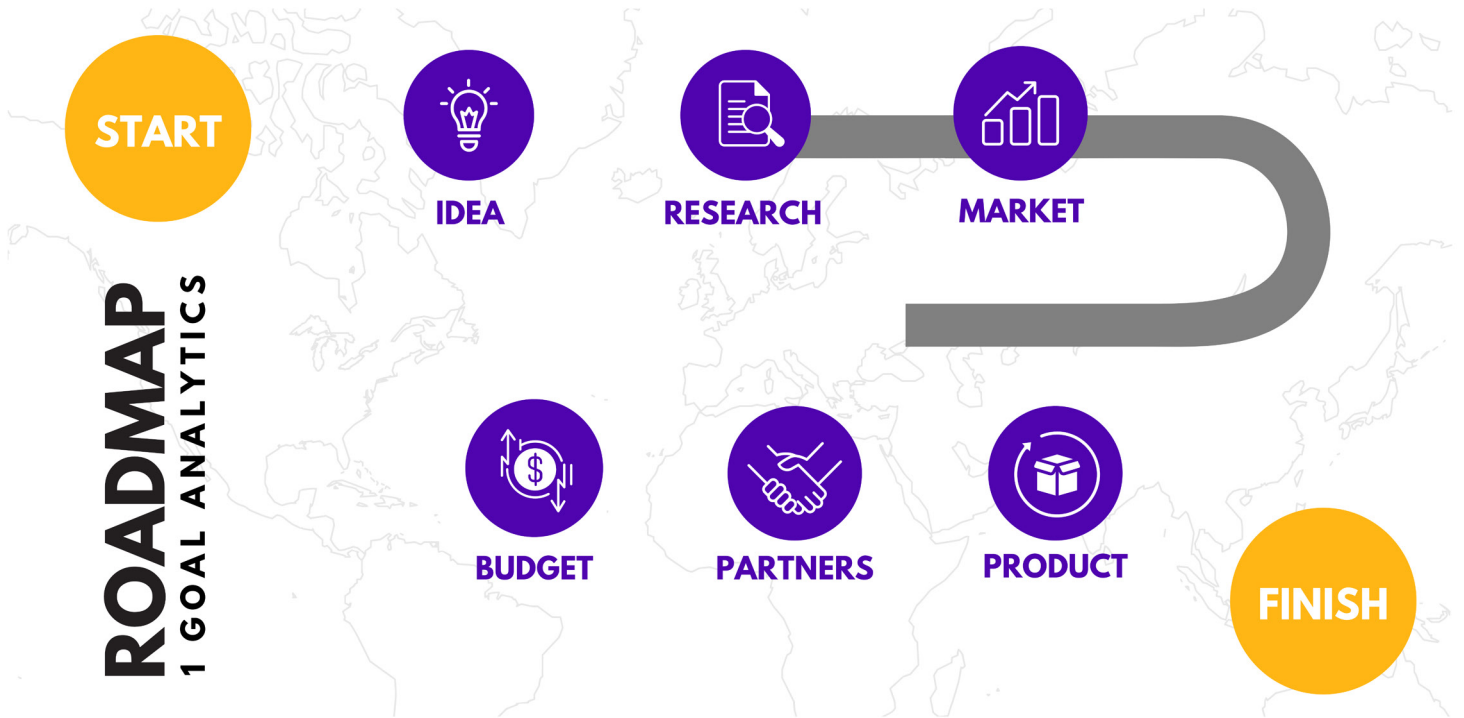 START
IDEA
RESEARCH
MARKET
ROADMAP
1 GOAL ANALYTICS
$
BUDGET
PARTNERS
PRODUCT
FINISH